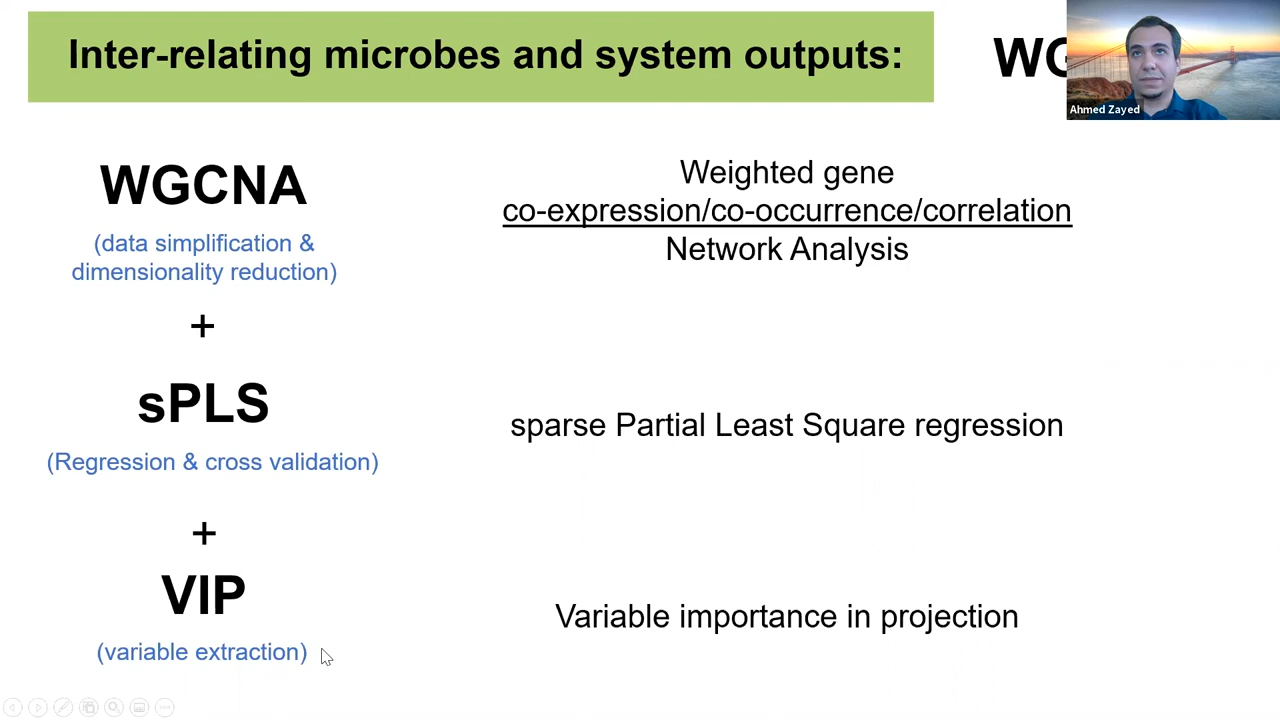 Inter-relating microbes and system outputs:
Ahmed Zayed
WGCNA
(data simplification &
dimensionality reduction)
Weighted gene
co-expression/co-occurrence/correlation
Network Analysis
+
sPLS
(Regression & cross validation)
sparse Partial Least Square regression
+
VIP
(variable extraction)
Variable importance in projection